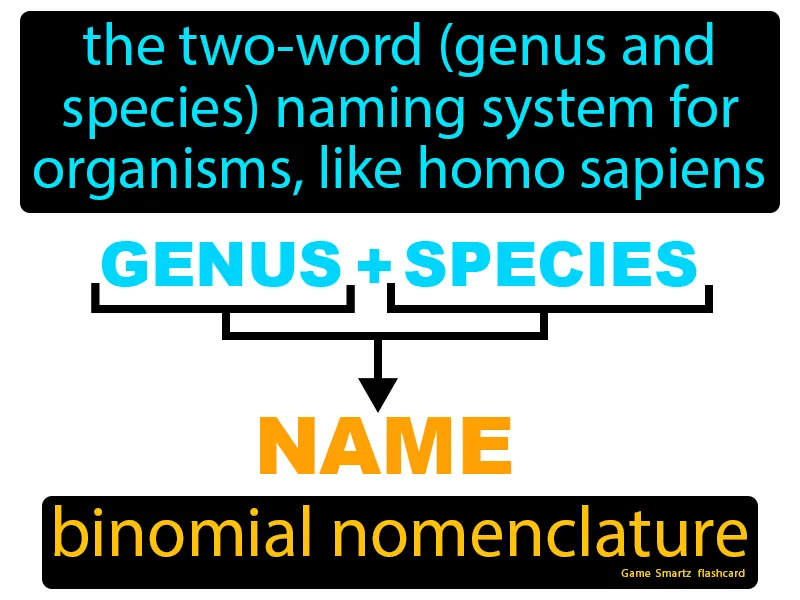 the two-word (genus and
species) naming system for
organisms, like homo sapiens
GENUS + SPECIES
NAME
binomial nomenclature
Game Smartz flashcard